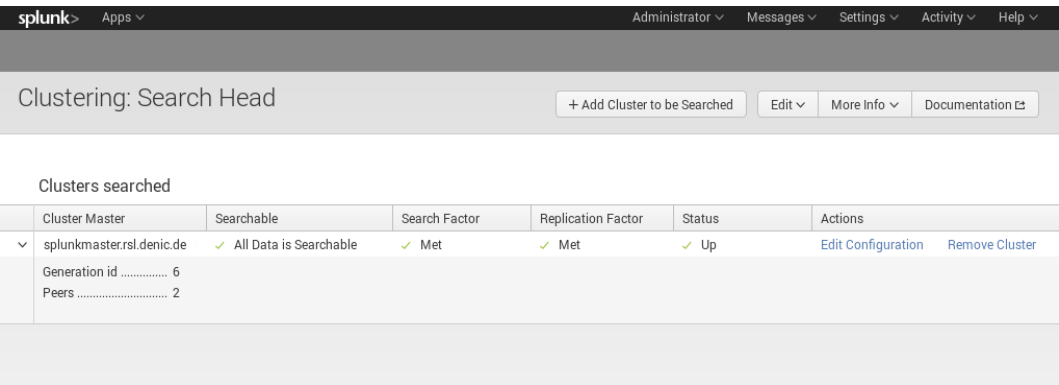 splunk> Apps Administrator Messages Settings Activity Help
Clustering: Search Head
+ Add Cluster to be Searched Edit More Info Documentation
Clusters searched
Cluster Master Searchable Search Factor Replication Factor Status Actions
splunkmaster.rsl.denic.de ✓ All Data is Searchable ✓ Met ✓ Met ✓ Up Edit Configuration Remove Cluster
Generation id ............... 6
Peers ............................. 2